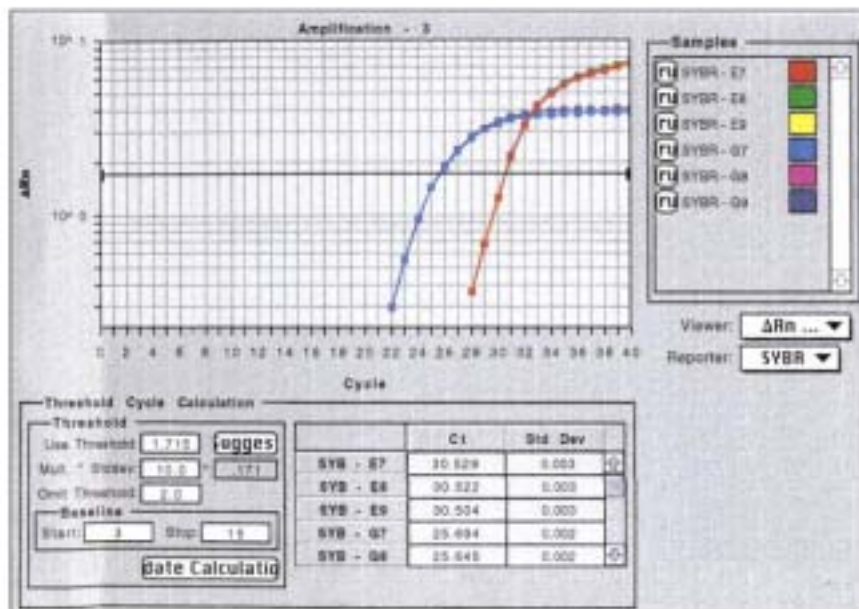 Amplification - 3
10^ 1
10^ 0
ΔRn
0 2 4 6 8 10 12 14 16 18 20 22 24 26 28 30 32 34 36 38 40
Cycle
Samples
SYBR - E7
SYBR - E8
SYBR - E9
SYBR - G7
SYBR - G8
SYBR - G9
Viewer: ΔRn ...
Reporter: SYBR
Threshold Cycle Calculation
Threshold
Use Threshold: 1.715 Sugges
Mult. * Stddev: 10.0 * .171
Omit Threshold: 2.0
Baseline
Start: 3 Stop: 15
date Calculatio
Ct Std Dev
SYB - E7 30.529 0.003
SYB - E8 30.522 0.003
SYB - E9 30.504 0.003
SYB - G7 25.694 0.002
SYB - G8 25.645 0.002